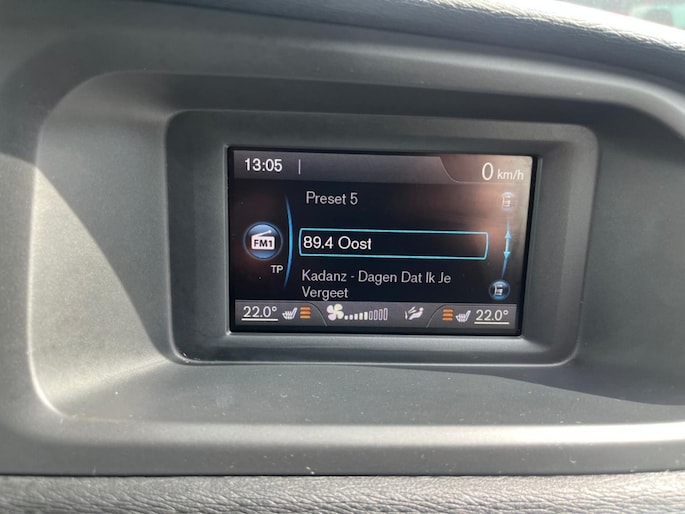 13:05
0 km/h
Preset 5
FM1
89.4 Oost
TP
Kadanz - Dagen Dat Ik Je
Vergeet
22.0° 22.0°